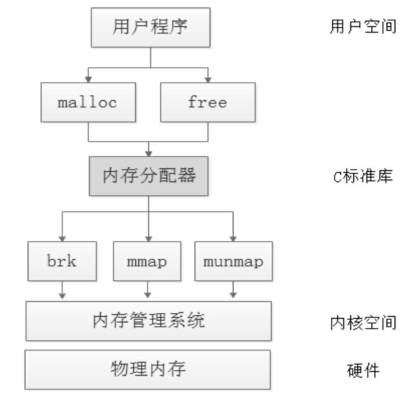 用户程序 用户空间
malloc free
内存分配器 C标准库
brk mmap munmap
内存管理系统 内核空间
物理内存 硬件